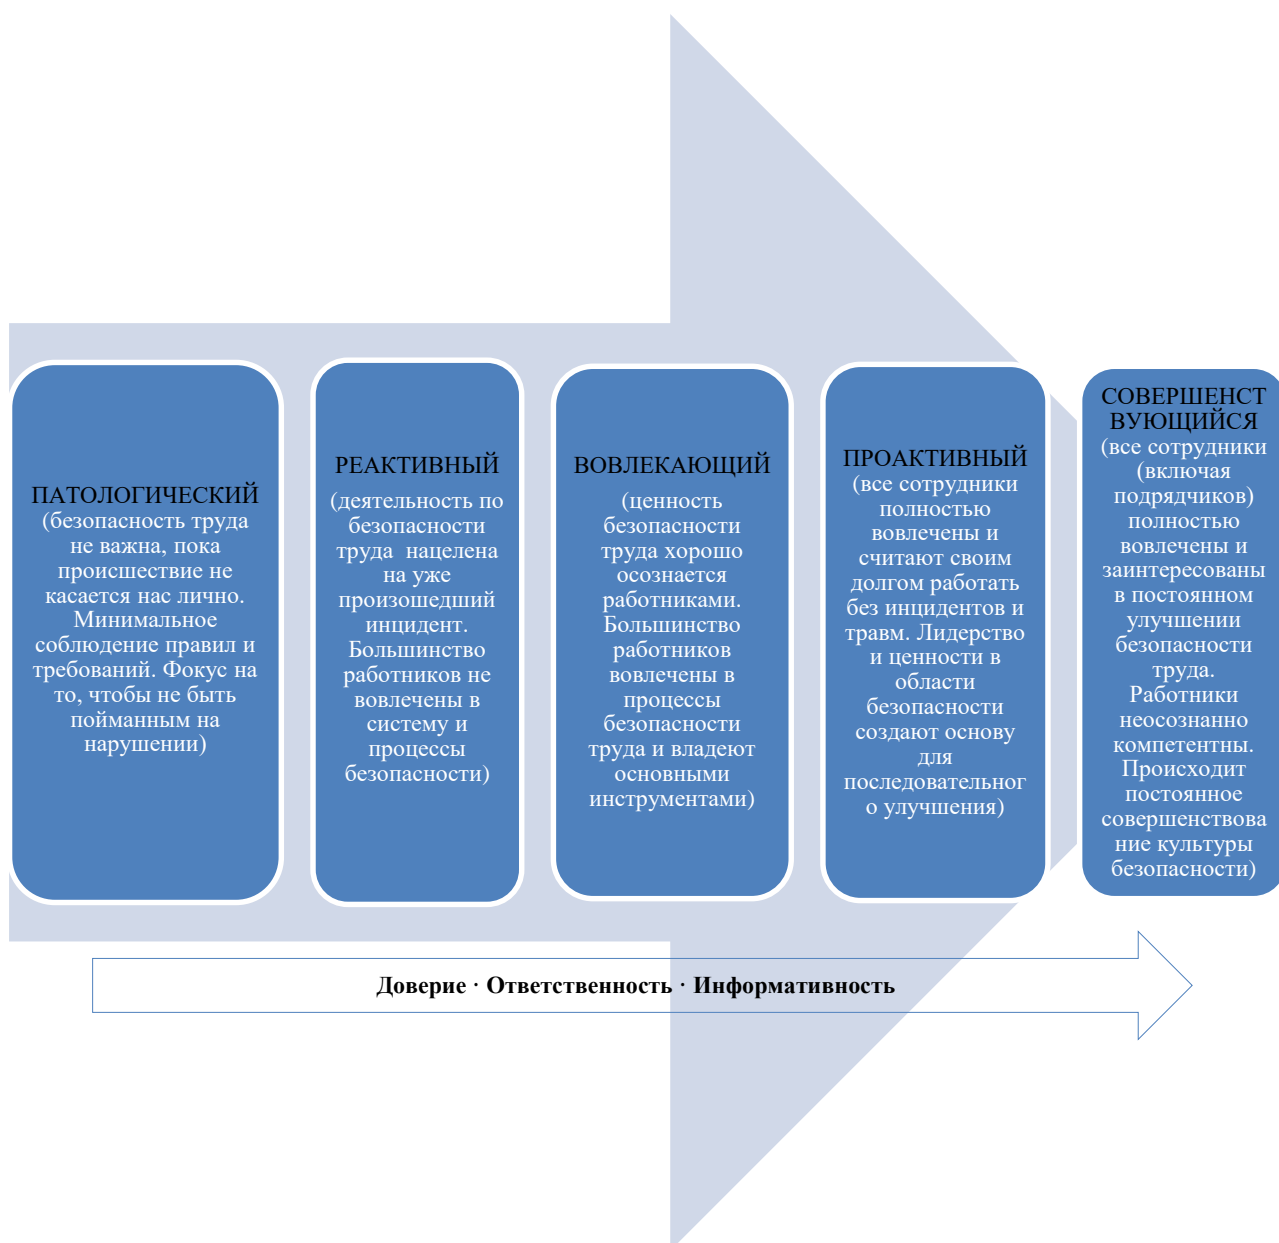 ПАТОЛОГИЧЕСКИЙ
(безопасность труда
не важна, пока
происшествие не
касается нас лично.
Минимальное
соблюдение правил и
требований. Фокус на
то, чтобы не быть
пойманным на
нарушении)
РЕАКТИВНЫЙ
(деятельность по
безопасности
труда  нацелена
на уже
произошедший
инцидент.
Большинство
работников не
вовлечены в
систему и
процессы
безопасности)
ВОВЛЕКАЮЩИЙ
(ценность
безопасности
труда хорошо
осознается
работниками.
Большинство
работников
вовлечены в
процессы
безопасности
труда и владеют
основными
инструментами)
ПРОАКТИВНЫЙ
(все сотрудники
полностью
вовлечены и
считают своим
долгом работать
без инцидентов и
травм. Лидерство
и ценности в
области
безопасности
создают основу
для
последовательног
о улучшения)
СОВЕРШЕНСТ
ВУЮЩИЙСЯ
(все сотрудники
(включая
подрядчиков)
полностью
вовлечены и
заинтересованы
в постоянном
улучшении
безопасности
труда.
Работники
неосознанно
компетентны.
Происходит
постоянное
совершенствова
ние культуры
безопасности)
Доверие · Ответственность · Информативность